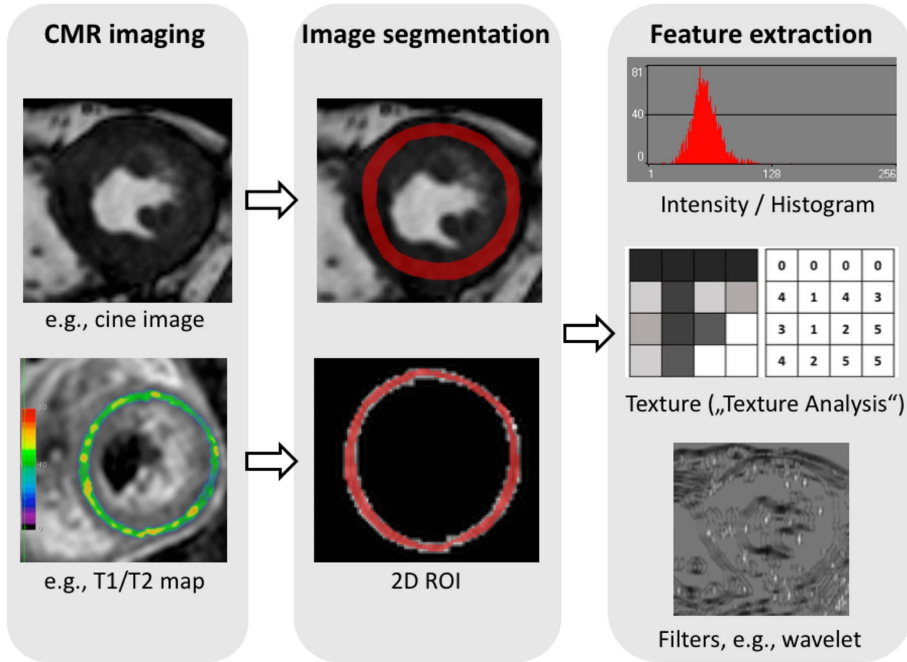 CMR imaging
e.g., cine image
40
e.g., T1/T2 map
Image segmentation
2D ROI
Feature extraction
81
40
0
1 128 256
Intensity / Histogram
0 0 0 0
4 1 4 3
3 1 2 5
4 2 5 5
Texture („Texture Analysis“)
Filters, e.g., wavelet